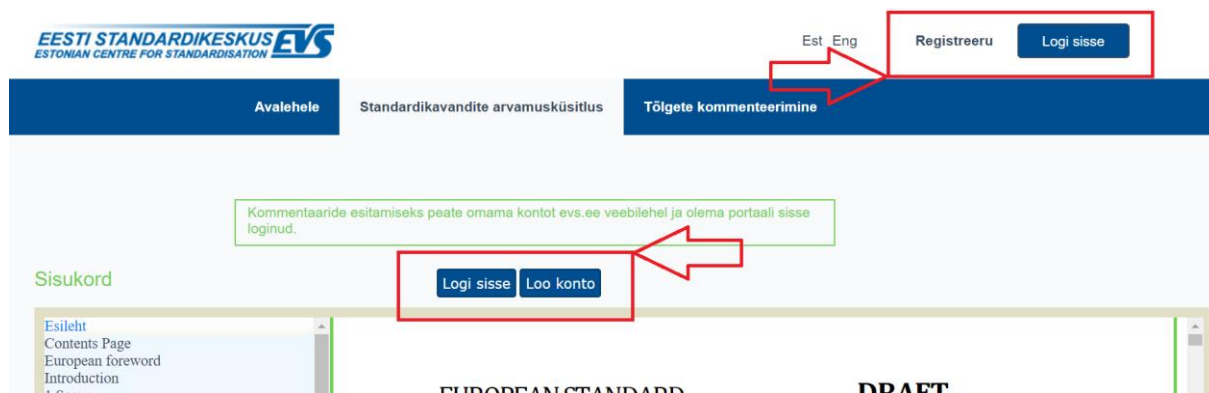 EESTI STANDARDIKESKUS EVS
ESTONIAN CENTRE FOR STANDARDISATION
Est Eng Registreeru Logi sisse
Avalehele Standardikavandite arvamusküsitlus Tõlgete kommenteerimine
Kommentaaride esitamiseks peate omama kontot evs.ee veebilehel ja olema portaali sisse
loginud.
Sisukord
Logi sisse Loo konto
Esileht
Contents Page
European foreword
Introduction
EUROPEAN STANDARD DRAFT